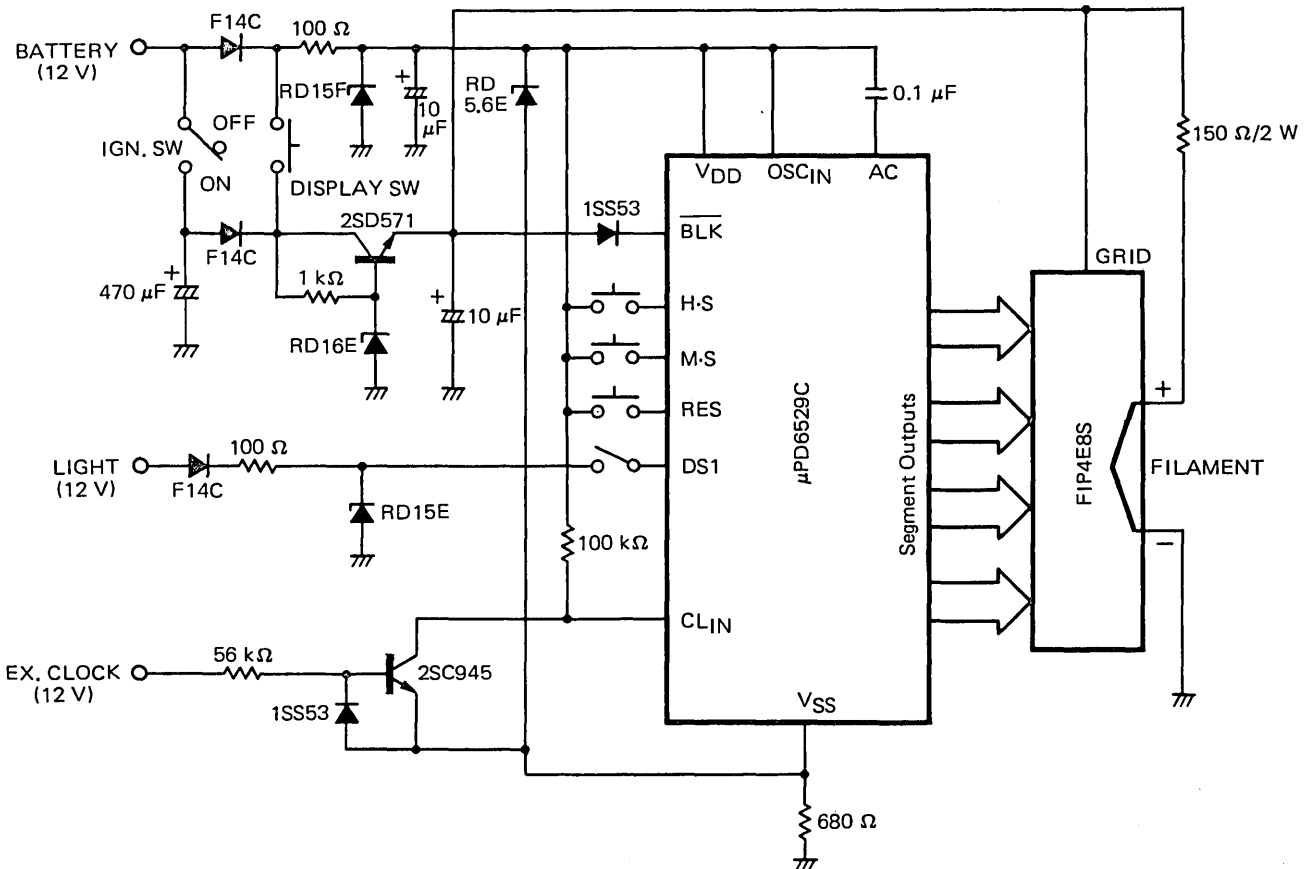 F14C
100 Ω
BATTERY
(12 V)
RD15F
+
10
μF
RD
5.6E
0.1 μF
150 Ω/2 W
OFF
IGN. SW
ON
DISPLAY SW
VDD
OSCIN
AC
2SD571
1SS53
BLK
F14C
GRID
+
470 μF
1 kΩ
+
10 μF
H·S
RD16E
M·S
RES
μPD6529C
Segment Outputs
FIP4E8S
+
FILAMENT
−
LIGHT
(12 V)
F14C
100 Ω
DS1
RD15E
100 kΩ
CLIN
EX. CLOCK
(12 V)
56 kΩ
2SC945
1SS53
VSS
680 Ω